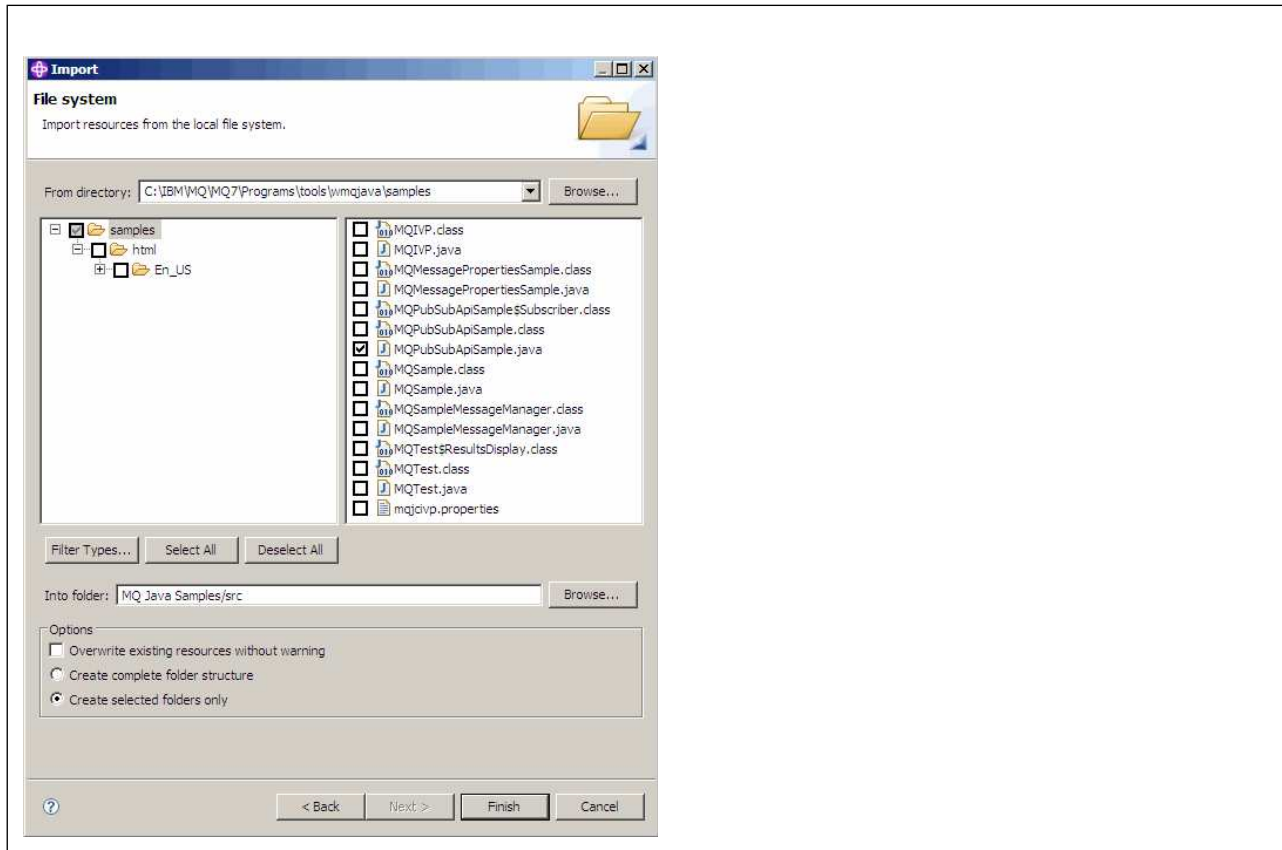 Import
File system
Import resources from the local file system.
From directory: C:\IBM\MQ\MQ7\Programs\tools\wmqjava\samples Browse...
samples
html
En_US
MQIVP.class
MQIVP.java
MQMessagePropertiesSample.class
MQMessagePropertiesSample.java
MQPubSubApiSample$Subscriber.class
MQPubSubApiSample.class
MQPubSubApiSample.java
MQSample.class
MQSample.java
MQSampleMessageManager.class
MQSampleMessageManager.java
MQTest$ResultsDisplay.class
MQTest.class
MQTest.java
mqjcivp.properties
Filter Types... Select All Deselect All
Into folder: MQ Java Samples/src Browse...
Options
Overwrite existing resources without warning
Create complete folder structure
Create selected folders only
? < Back Next > Finish Cancel